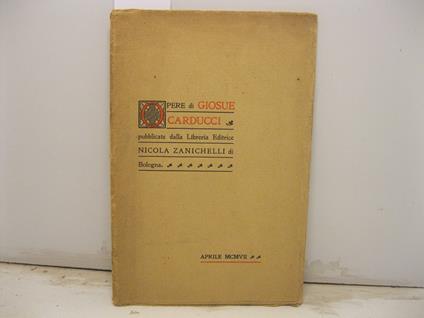 OPERE di GIOSUE
CARDUCCI
pubblicate dalla Libreria Editrice
NICOLA ZANICHELLI di
Bologna.
APRILE MCMVII